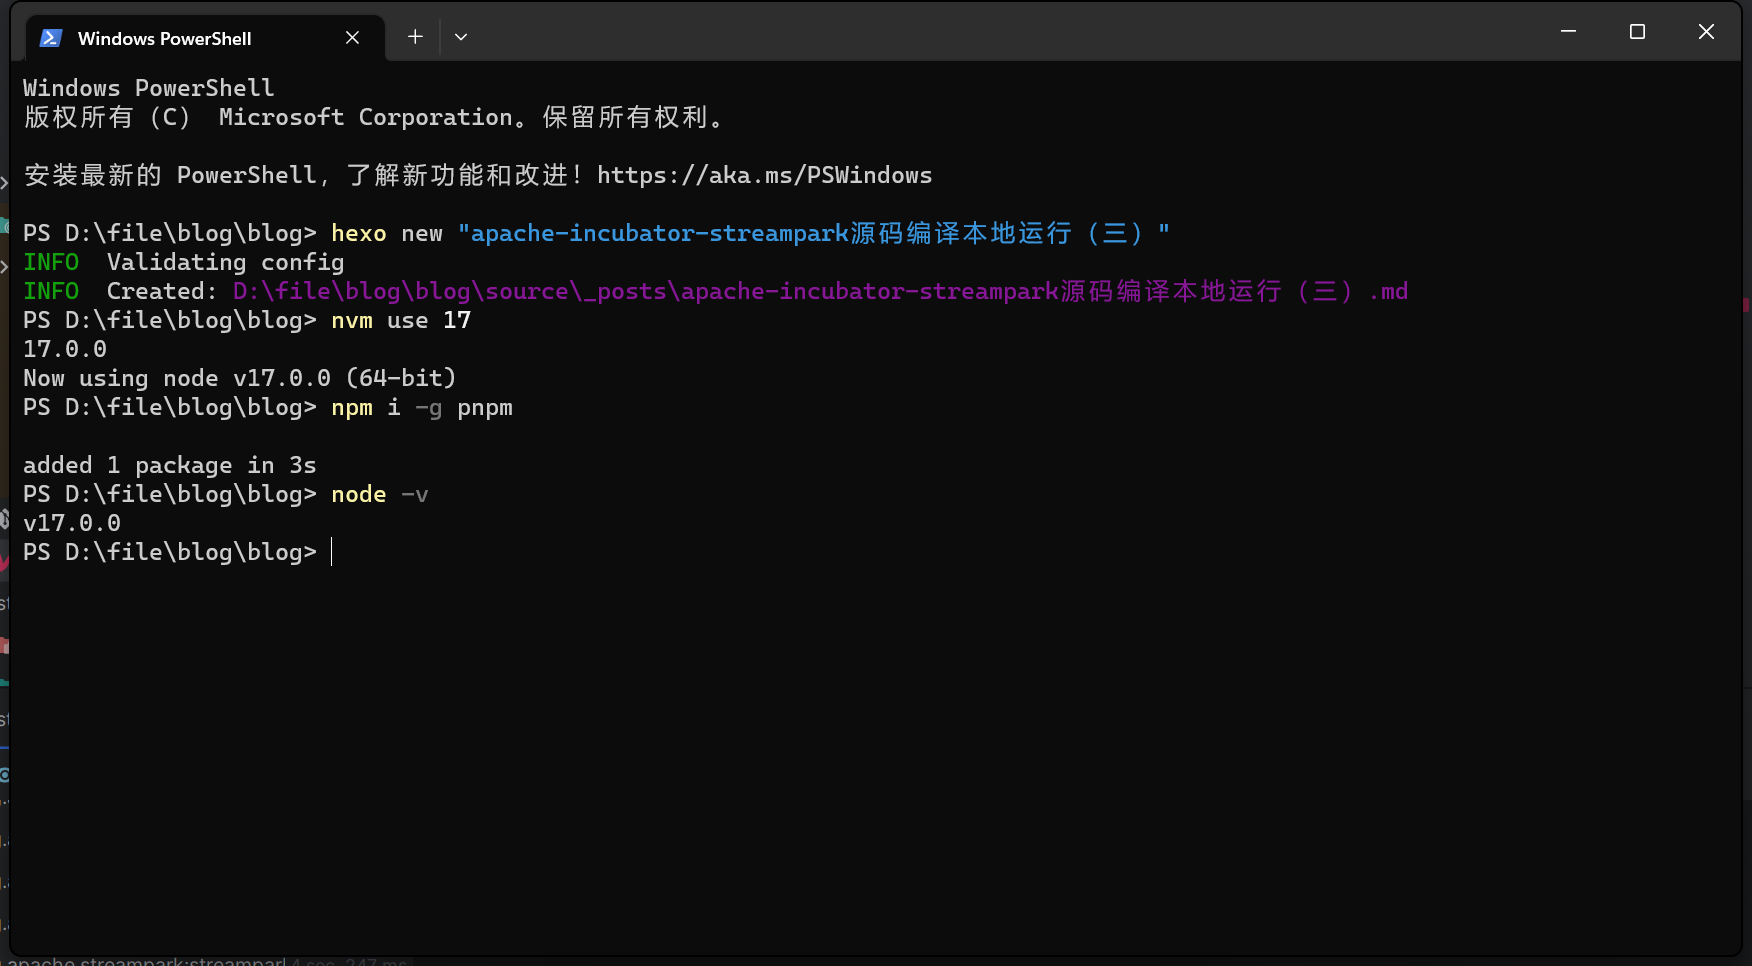 Windows PowerShell
Windows PowerShell
版权所有（C） Microsoft Corporation。保留所有权利。
安装最新的 PowerShell，了解新功能和改进！https://aka.ms/PSWindows
PS D:\file\blog\blog> hexo new "apache-incubator-streampark源码编译本地运行（三）"
INFO  Validating config
INFO  Created: D:\file\blog\blog\source\_posts\apache-incubator-streampark源码编译本地运行（三）.md
PS D:\file\blog\blog> nvm use 17
17.0.0
Now using node v17.0.0 (64-bit)
PS D:\file\blog\blog> npm i -g pnpm
added 1 package in 3s
PS D:\file\blog\blog> node -v
v17.0.0
PS D:\file\blog\blog>